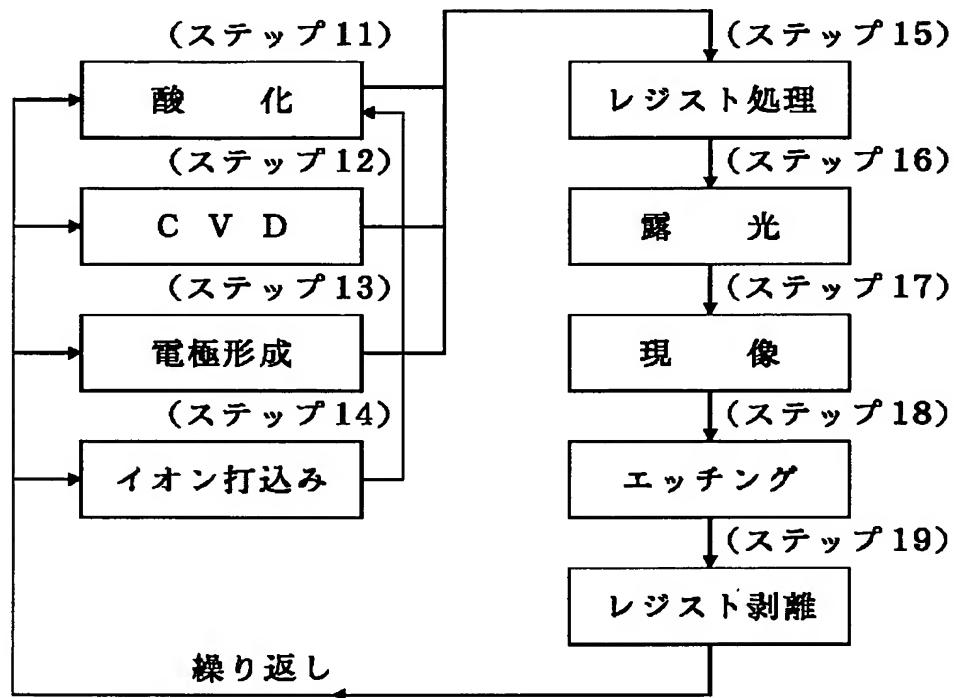 （ステップ11）
酸 化
（ステップ12）
C V D
（ステップ13）
電極形成
（ステップ14）
イオン打込み
（ステップ15）
レジスト処理
（ステップ16）
露 光
（ステップ17）
現 像
（ステップ18）
エッチング
（ステップ19）
レジスト剥離
繰り返し